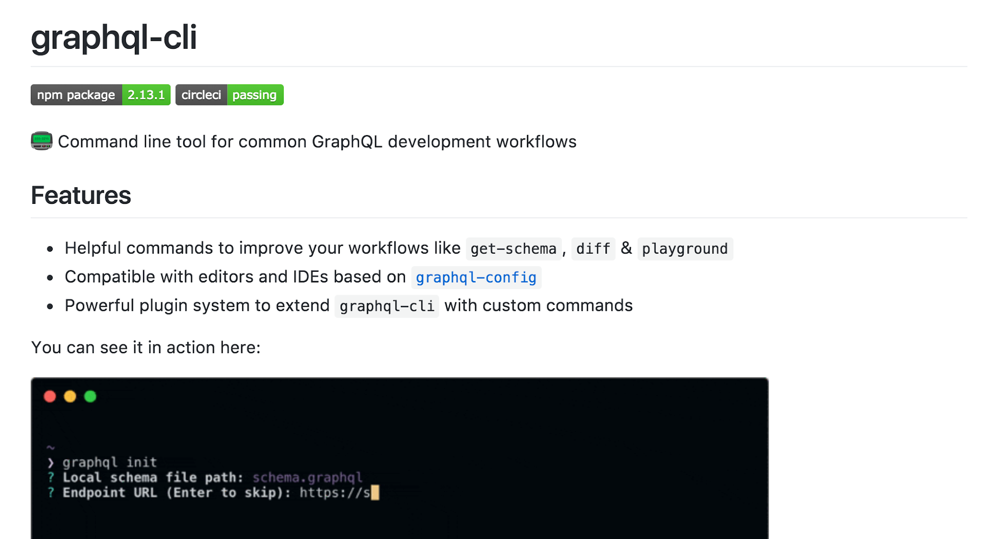 graphql-cli
npm package 2.13.1 circleci passing
Command line tool for common GraphQL development workflows
Features
• Helpful commands to improve your workflows like get-schema, diff & playground
• Compatible with editors and IDEs based on graphql-config
• Powerful plugin system to extend graphql-cli with custom commands
You can see it in action here:
~
❯ graphql init
? Local schema file path: schema.graphql
? Endpoint URL (Enter to skip): https://s